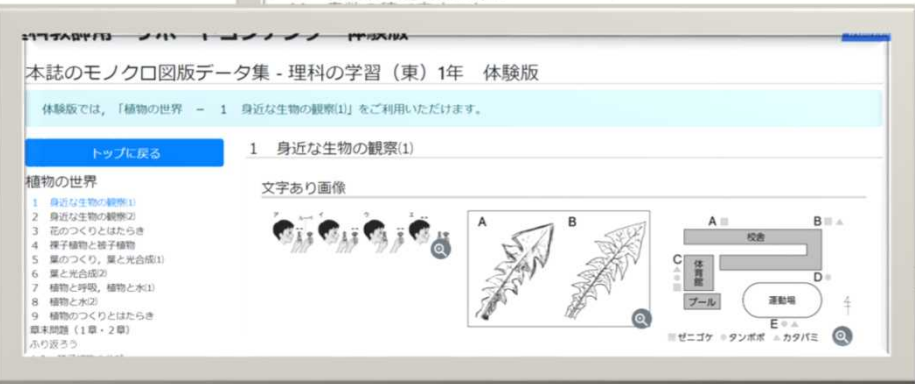 本誌のモノクロ図版データ集 - 理科の学習（東）1年　体験版
体験版では，「植物の世界　－　1　身近な生物の観察(1)」をご利用いただけます。
トップに戻る
1　身近な生物の観察(1)
植物の世界
文字あり画像
1　身近な生物の観察(1)
2　身近な生物の観察(2)
3　花のつくりとはたらき
4　裸子植物と被子植物
5　葉のつくり，葉と光合成(1)
6　葉と光合成(2)
7　植物と呼吸，植物と水(1)
8　植物と水(2)
9　植物のつくりとはたらき
章末問題（1章・2章）
ふり返ろう
ア　ルーペ　イ　ウ　エ
A　B
A
B
校舎
C
体育館
D
プール
運動場
E
ゼニゴケ　タンポポ　カタバミ